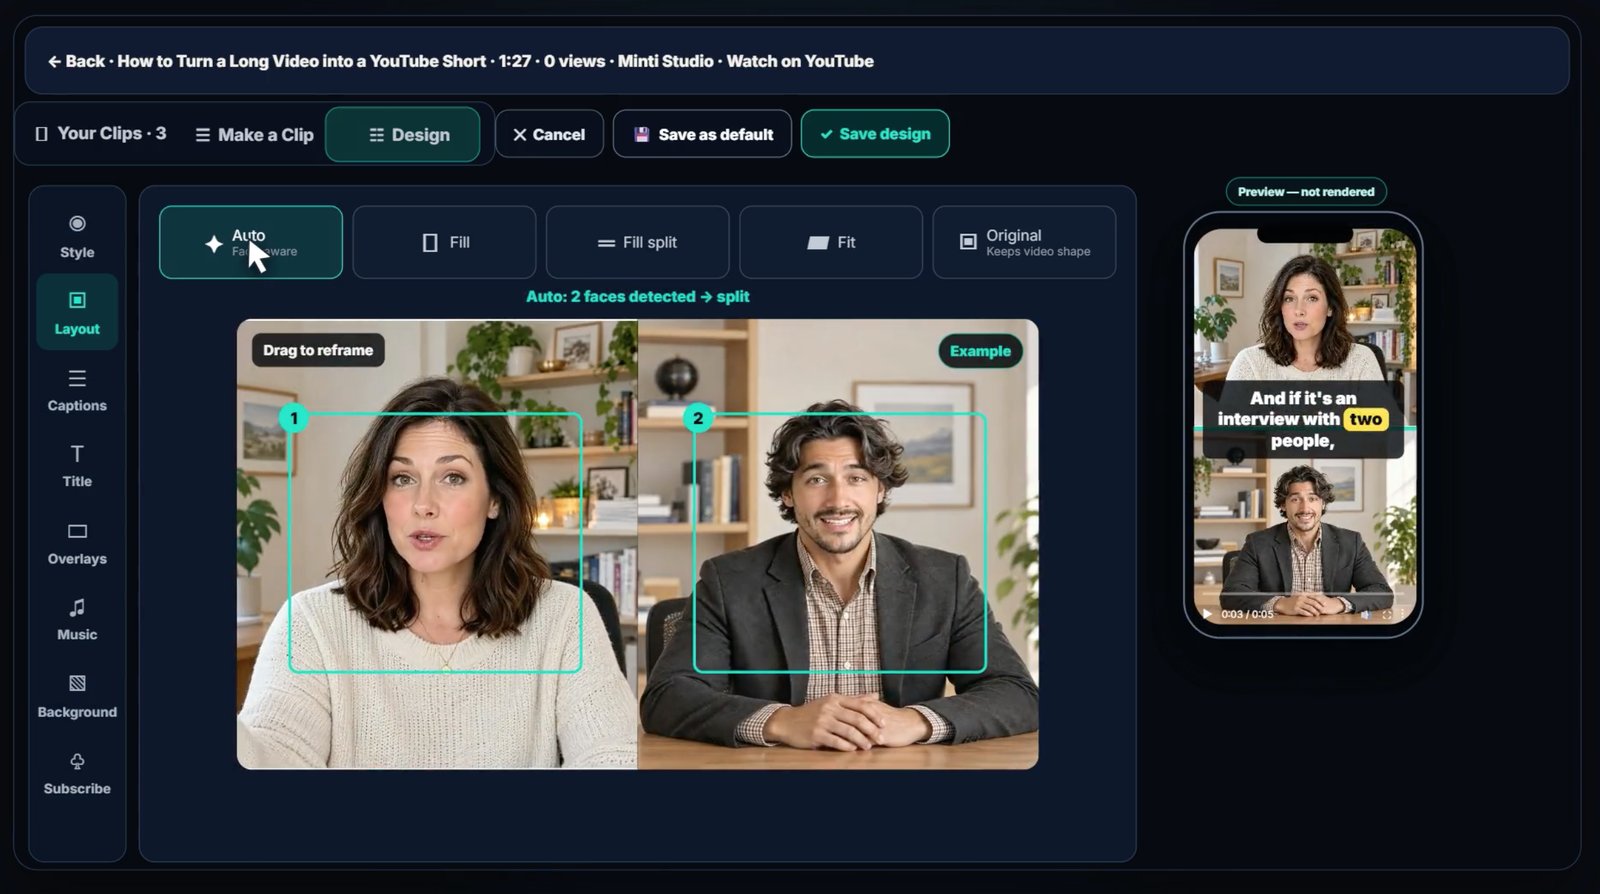 ← Back · How to Turn a Long Video into a YouTube Short · 1:27 · 0 views · Minti Studio · Watch on YouTube
Your Clips · 3
Make a Clip
Design
Cancel
Save as default
Save design
Style
Layout
Captions
Title
Overlays
Music
Background
Subscribe
Auto
Fill
Fill split
Fit
Original
Keeps video shape
Auto: 2 faces detected → split
Drag to reframe
Example
1
2
Preview — not rendered
And if it's an
interview with two
people,
0:03 / 0:05